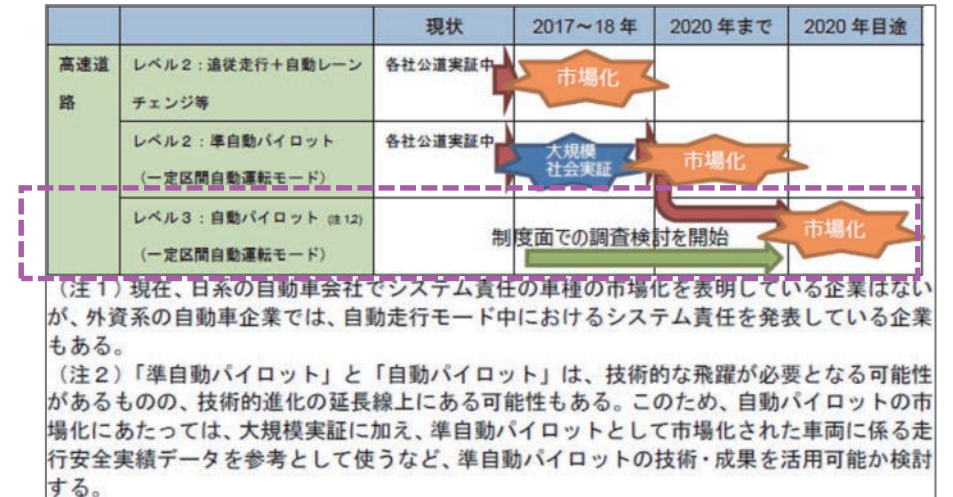 現状 2017～18年 2020年まで 2020年目途
高速道路 レベル2：追従走行＋自動レーンチェンジ等 各社公道実証中 市場化
レベル2：準自動パイロット（一定区間自動運転モード） 各社公道実証中 大規模社会実証 市場化
レベル3：自動パイロット（注1,2）（一定区間自動運転モード） 制度面での調査検討を開始 市場化
（注1）現在、日系の自動車会社でシステム責任の車種の市場化を表明している企業はない
が、外資系の自動車企業では、自動走行モード中におけるシステム責任を発表している企業
もある。
（注2）「準自動パイロット」と「自動パイロット」は、技術的な飛躍が必要となる可能性
があるものの、技術的進化の延長線上にある可能性もある。このため、自動パイロットの市
場化にあたっては、大規模実証に加え、準自動パイロットとして市場化された車両に係る走
行安全実績データを参考として使うなど、準自動パイロットの技術・成果を活用可能か検討
する。